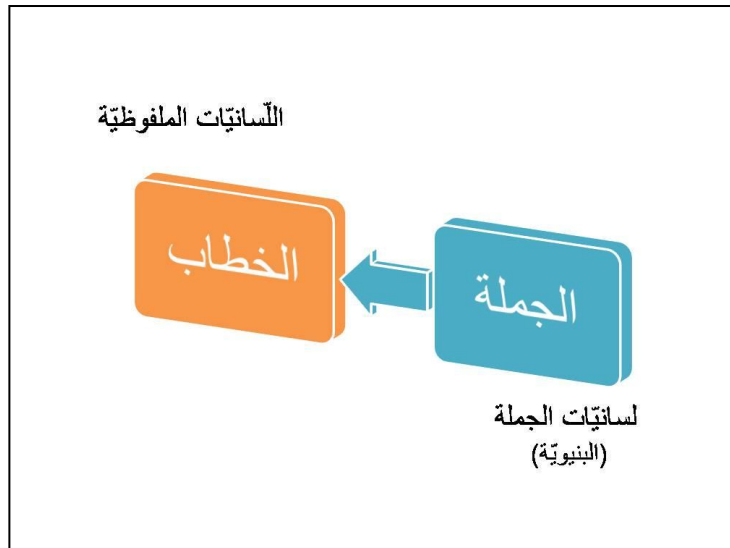 اللّسانيّات الملفوظيّة
الجملة
الخطاب
لسانيّات الجملة
(البنيويّة)